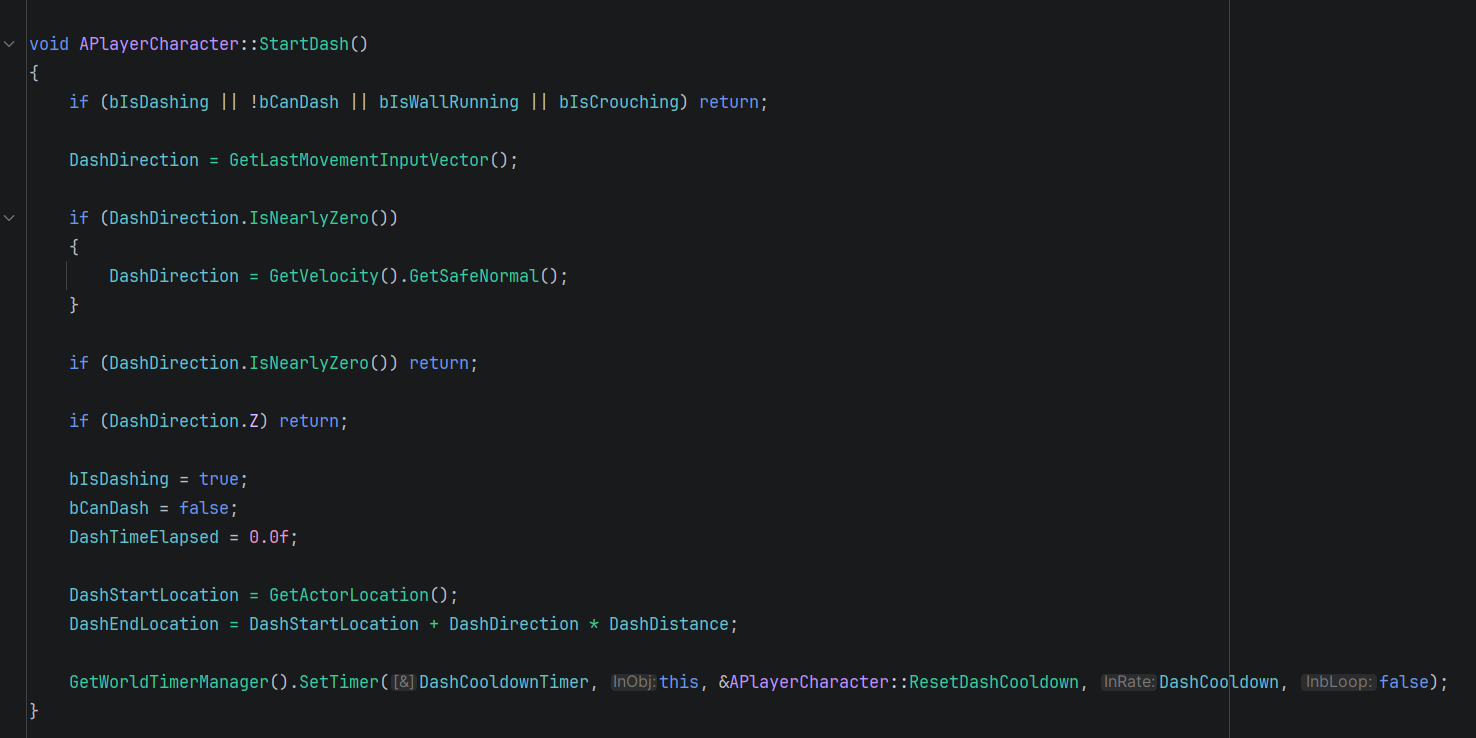 void APlayerCharacter::StartDash()
{
    if (bIsDashing || !bCanDash || bIsWallRunning || bIsCrouching) return;

    DashDirection = GetLastMovementInputVector();

    if (DashDirection.IsNearlyZero())
    {
        DashDirection = GetVelocity().GetSafeNormal();
    }

    if (DashDirection.IsNearlyZero()) return;

    if (DashDirection.Z) return;

    bIsDashing = true;
    bCanDash = false;
    DashTimeElapsed = 0.0f;

    DashStartLocation = GetActorLocation();
    DashEndLocation = DashStartLocation + DashDirection * DashDistance;

    GetWorldTimerManager().SetTimer([&]DashCooldownTimer, InObj:this, &APlayerCharacter::ResetDashCooldown, InRate:DashCooldown, InbLoop:false);
}